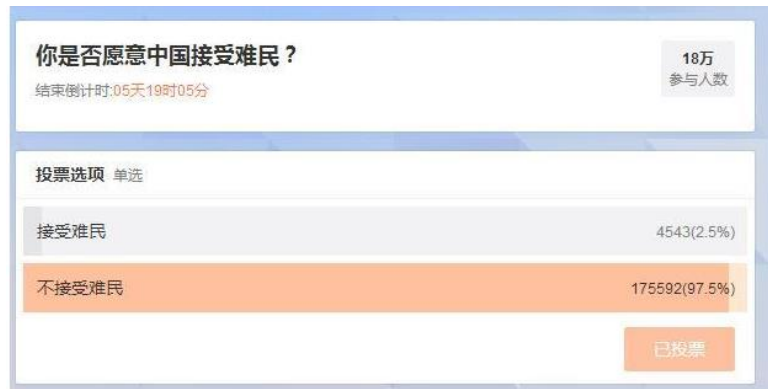 你是否愿意中国接受难民？
18万
结束倒计时:05天19时05分
参与人数
投票选项 单选
接受难民 4543(2.5%)
不接受难民 175592(97.5%)
已投票